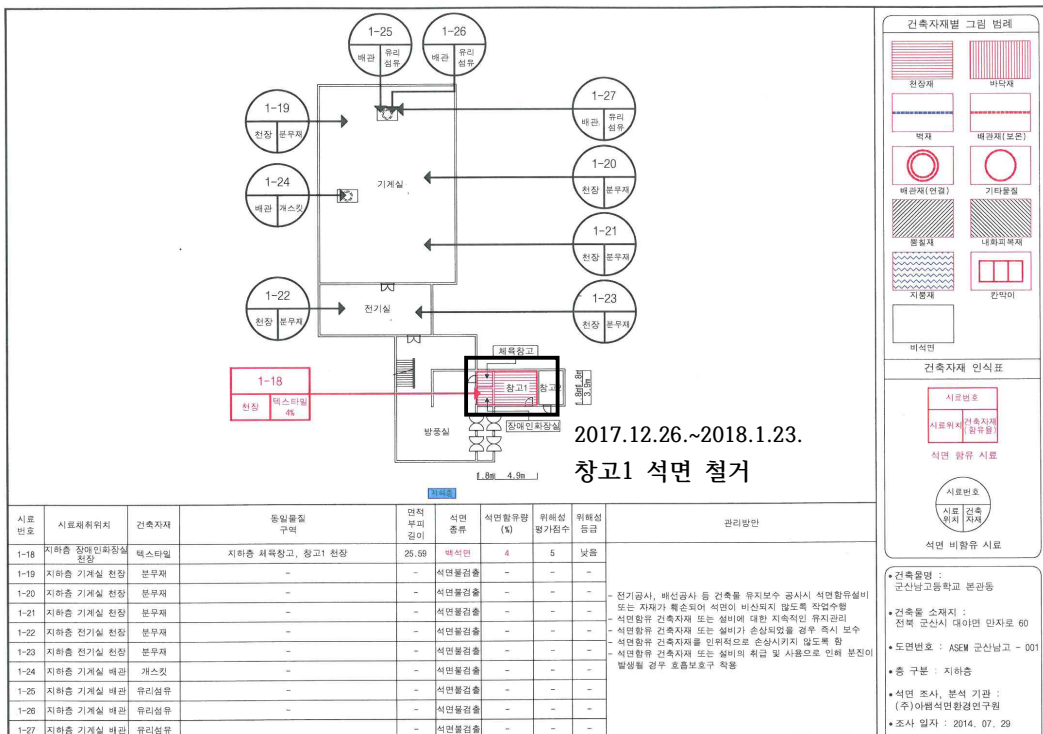 1-25
배관 유리섬유
1-26
배관 유리섬유
1-19
천장 분무재
1-27
배관 유리섬유
1-24
배관 개스킷
기계실
1-20
천장 분무재
1-21
천장 분무재
1-22
천장 분무재
전기실
1-23
천장 분무재
체육창고
1-18
천장 텍스타일 4%
창고1
창고2
1.8m 1.8m
3.9m
장애인화장실
방풍실
1.8m 4.9m
지하층
2017.12.26.~2018.1.23.
창고1 석면 철거
건축자재별 그림 범례
천장재 바닥재
벽재 배관재(보온)
배관재(연결) 기타물질
뿜칠재 내화피복재
지붕재 칸막이
비석면
건축자재 인식표
시료번호
시료위치 건축자재(함유율)
석면 함유 시료
시료번호
시료위치 건축자재
석면 비함유 시료
시료번호 시료채취위치 건축자재 동일물질 구역 면적 부피 길이 석면 종류 석면함유량 (%) 위해성 평가점수 위해성 등급 관리방안
1-18 지하층 장애인화장실 천장 텍스타일 지하층 체육창고, 창고1 천장 25.59 백석면 4 5 낮음
1-19 지하층 기계실 천장 분무재 - - 석면불검출 - - -
1-20 지하층 기계실 천장 분무재 - - 석면불검출 - - -
1-21 지하층 기계실 천장 분무재 - - 석면불검출 - - -
1-22 지하층 전기실 천장 분무재 - - 석면불검출 - - -
1-23 지하층 전기실 천장 분무재 - - 석면불검출 - - -
1-24 지하층 기계실 배관 개스킷 - - 석면불검출 - - -
1-25 지하층 기계실 배관 유리섬유 - - 석면불검출 - - -
1-26 지하층 기계실 배관 유리섬유 - - 석면불검출 - - -
1-27 지하층 기계실 배관 유리섬유 - - 석면불검출 - - -
- 전기공사, 배선공사 등 건축물 유지보수 공사시 석면함유설비
또는 자재가 훼손되어 석면이 비산되지 않도록 작업수행
- 석면함유 건축자재 또는 설비에 대한 지속적인 유지관리
- 석면함유 건축자재 또는 설비가 손상되었을 경우 즉시 보수
- 석면함유 건축자재를 인위적으로 손상시키지 않도록 함
- 석면함유 건축자재 또는 설비의 취급 및 사용으로 인해 분진이
발생될 경우 호흡보호구 착용
• 건축물명 :
군산남고등학교 본관동
• 건축물 소재지 :
전북 군산시 대야면 만자로 60
• 도면번호 : ASEM 군산남고 - 001
• 층 구분 : 지하층
• 석면 조사, 분석 기관 :
(주)아쌤석면환경연구원
• 조사 일자 : 2014. 07. 29